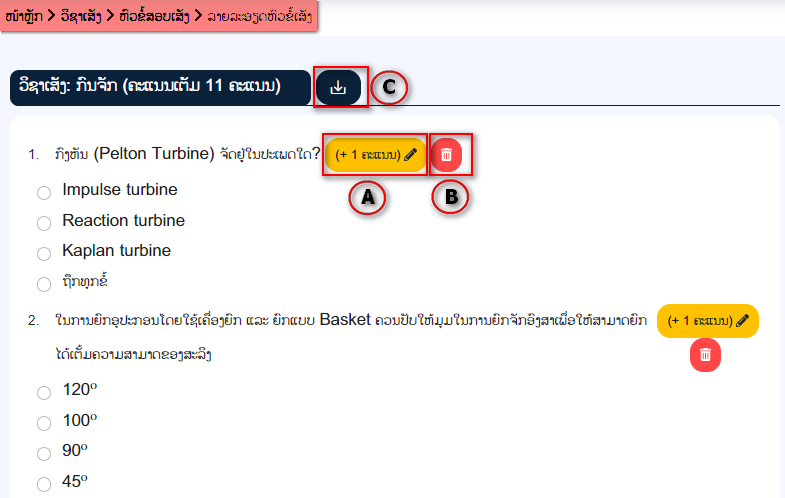 ໜ້າຫຼັກ > ວິຊາເສັງ > ຫົວຂໍ້ສອບເສັງ > ລາຍລະອຽດຫົວຂໍ້ເສັງ
ວິຊາເສັງ: ກົນຈັກ (ຄະແນນເຕັມ 11 ຄະແນນ)
C
1. ກົງຫັນ (Pelton Turbine) ຈັດຢູ່ໃນປະເພດໃດ? (+ 1 ຄະແນນ)
A
B
Impulse turbine
Reaction turbine
Kaplan turbine
ຖືກທຸກຂໍ້
2. ໃນການຍົກອຸປະກອນໂດຍໃຊ້ເຄື່ອງຍົກ ແລະ ຍົກແບບ Basket ຄວນປັບໃຫ້ມູມໃນການຍົກຈັກອົງສາເພື່ອໃຫ້ສາມາດຍົກ (+ 1 ຄະແນນ)
ໄດ້ເຕັ້ມຄວາມສາມາດຂອງສະລິງ
120º
100º
90º
45º